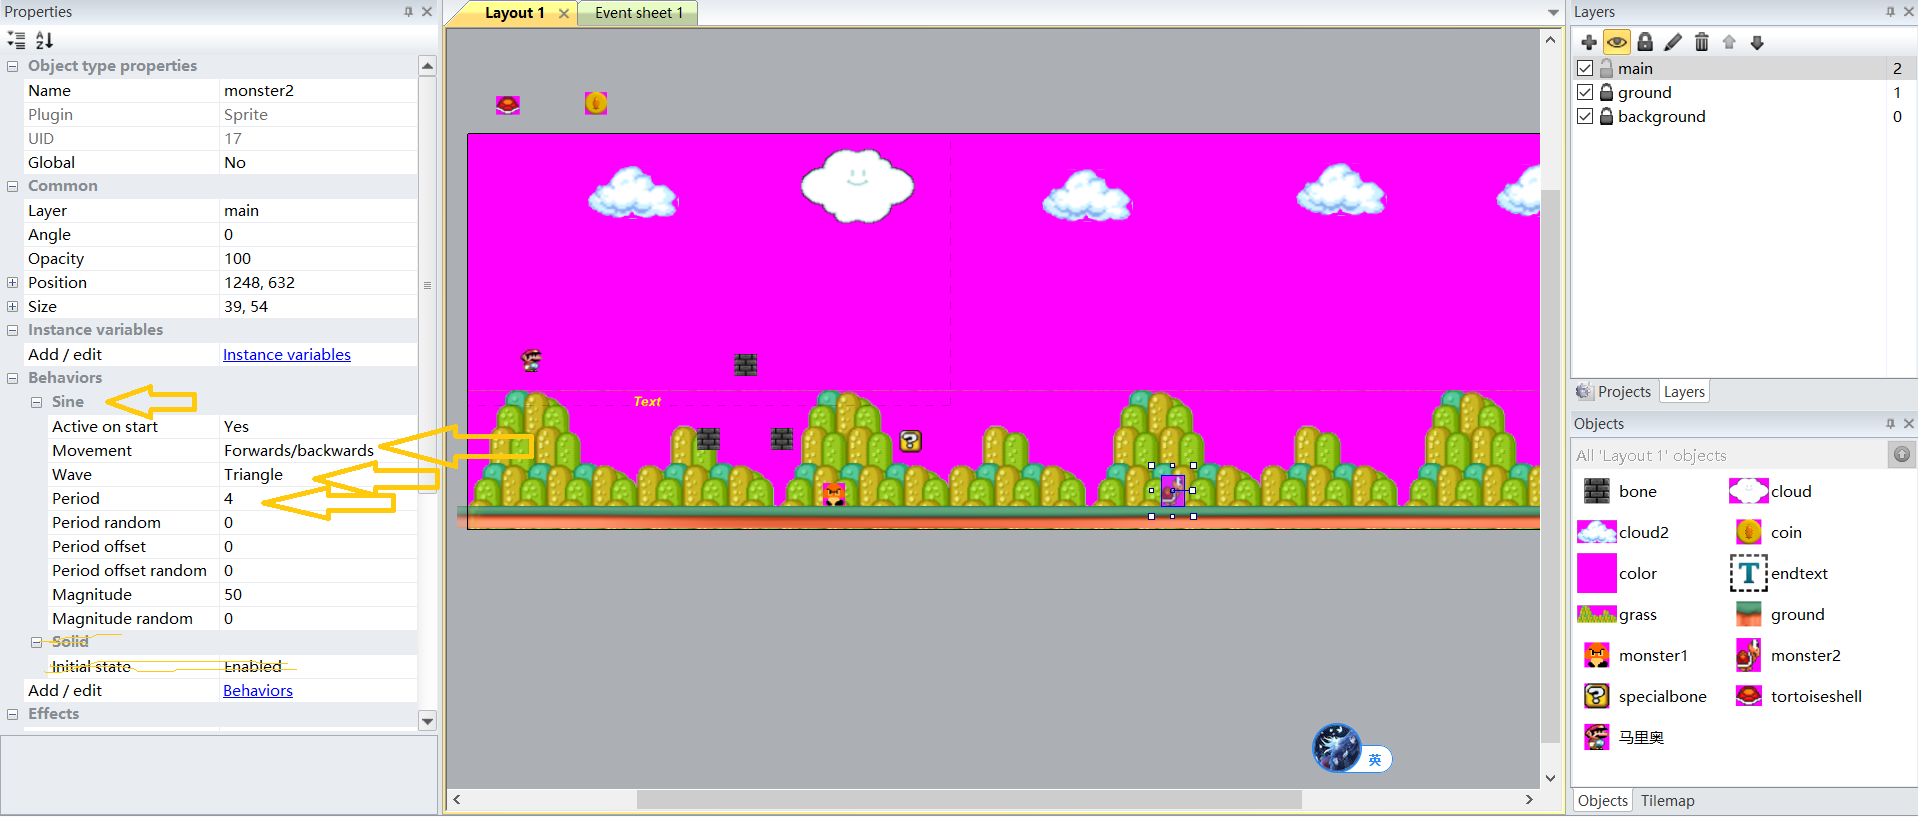 Properties
Object type properties
Name monster2
Plugin Sprite
UID 17
Global No
Common
Layer main
Angle 0
Opacity 100
Position 1248, 632
Size 39, 54
Instance variables
Add / edit Instance variables
Behaviors
Sine
Active on start Yes
Movement Forwards/backwards
Wave Triangle
Period 4
Period random 0
Period offset 0
Period offset random 0
Magnitude 50
Magnitude random 0
Solid
Initial state Enabled
Add / edit Behaviors
Effects
Layout 1
Event sheet 1
Text
英
Layers
main 2
ground 1
background 0
Projects
Layers
Objects
All 'Layout 1' objects
bone
cloud
cloud2
coin
color
endtext
grass
ground
monster1
monster2
specialbone
tortoiseshell
马里奥
Objects
Tilemap